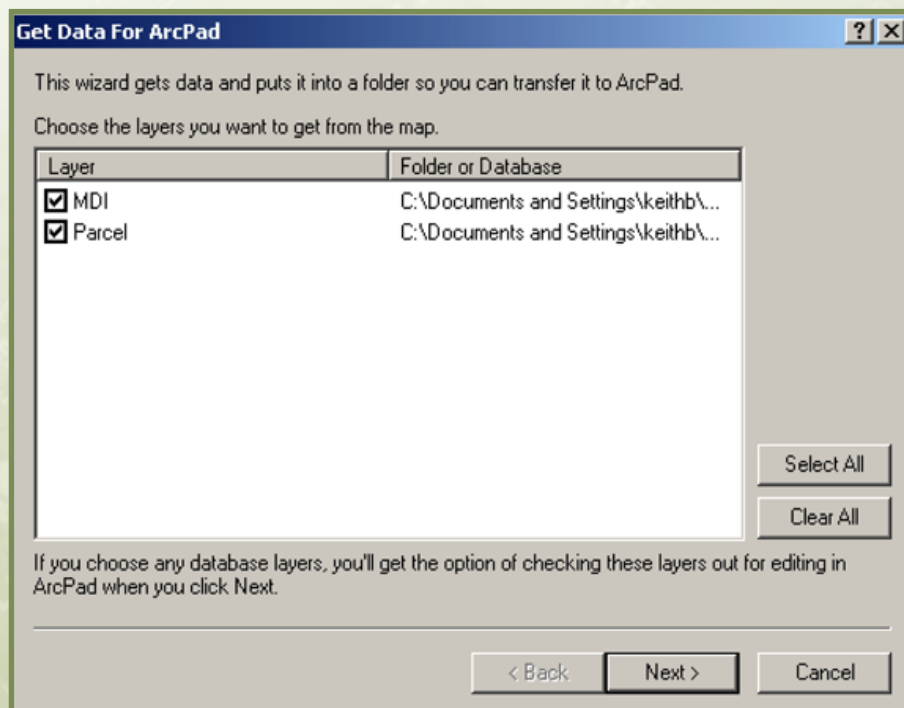 Get Data For ArcPad
This wizard gets data and puts it into a folder so you can transfer it to ArcPad.
Choose the layers you want to get from the map.
Layer Folder or Database
MDI C:\Documents and Settings\keithb\...
Parcel C:\Documents and Settings\keithb\...
Select All
Clear All
If you choose any database layers, you'll get the option of checking these layers out for editing in
ArcPad when you click Next.
< Back Next > Cancel